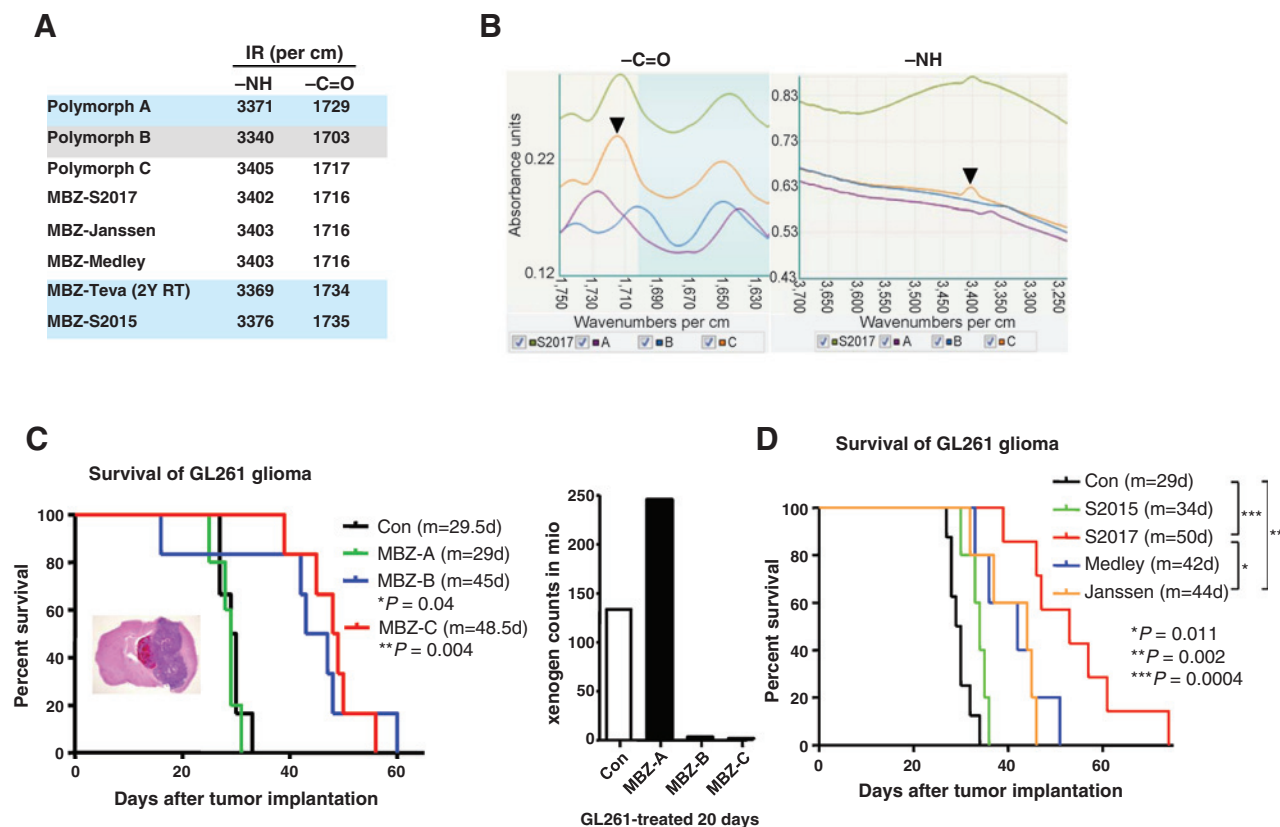 A
IR (per cm)
–NH –C=O
Polymorph A 3371 1729
Polymorph B 3340 1703
Polymorph C 3405 1717
MBZ-S2017 3402 1716
MBZ-Janssen 3403 1716
MBZ-Medley 3403 1716
MBZ-Teva (2Y RT) 3369 1734
MBZ-S2015 3376 1735
B
–C=O
Absorbance units
0.22
0.12
1,750 1,730 1,710 1,690 1,670 1,650 1,630
Wavenumbers per cm
S2017 A B C
–NH
0.83
0.73
0.63
0.53
0.43
3,700 3,650 3,600 3,500 3,450 3,400 3,350 3,300 3,250
Wavenumbers per cm
S2017 A B C
C
Survival of GL261 glioma
Percent survival
100
80
60
40
20
0
0 20 40 60
Days after tumor implantation
Con (m=29.5d)
MBZ-A (m=29d)
MBZ-B (m=45d)
*P = 0.04
MBZ-C (m=48.5d)
**P = 0.004
xenogen counts in mio
250
200
150
100
50
0
Con MBZ-A MBZ-B MBZ-C
GL261-treated 20 days
D
Survival of GL261 glioma
Percent survival
100
80
60
40
20
0
0 20 40 60
Days after tumor implantation
Con (m=29d)
S2015 (m=34d)
S2017 (m=50d)
Medley (m=42d)
Janssen (m=44d)
***
*
**
*P = 0.011
**P = 0.002
***P = 0.0004